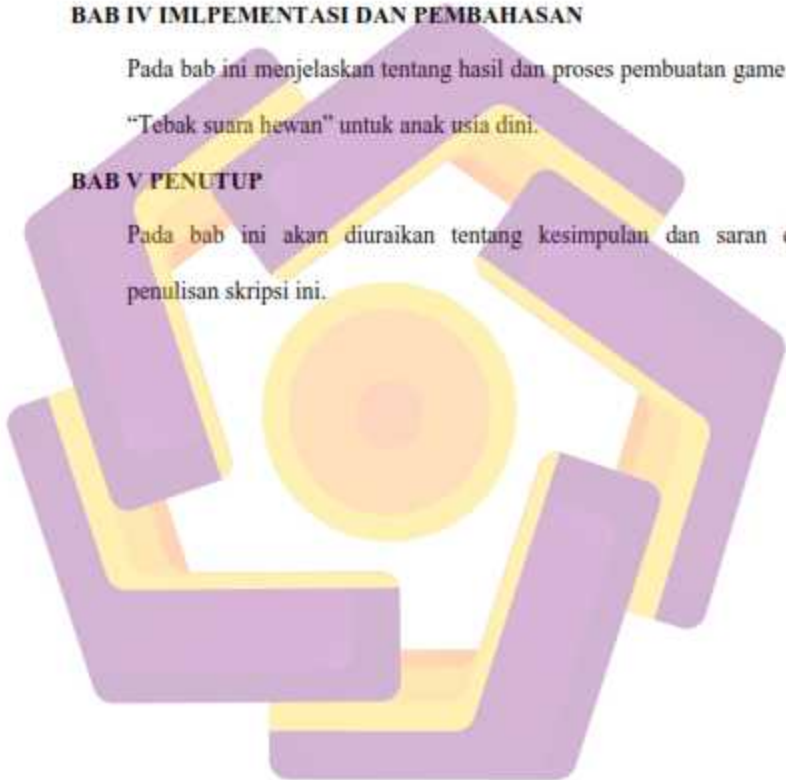 BAB IV IMLPEMENTASI DAN PEMBAHASAN
Pada bab ini menjelaskan tentang hasil dan proses pembuatan game
“Tebak suara hewan” untuk anak usia dini.
BAB V PENUTUP
Pada bab ini akan diuraikan tentang kesimpulan dan saran
penulisan skripsi ini.